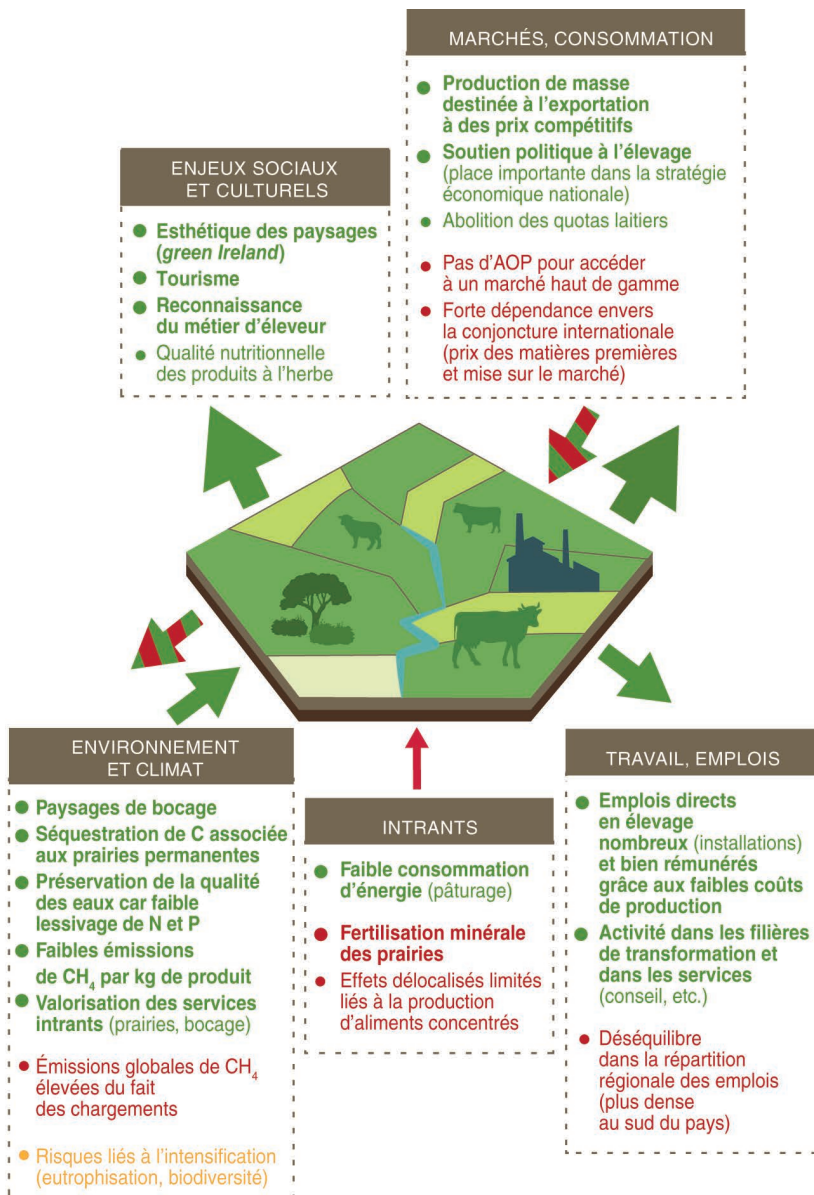 MARCHÉS, CONSOMMATION
● Production de masse
destinée à l’exportation
à des prix compétitifs
● Soutien politique à l’élevage
(place importante dans la stratégie
économique nationale)
● Abolition des quotas laitiers
● Pas d’AOP pour accéder
à un marché haut de gamme
● Forte dépendance envers
la conjoncture internationale
(prix des matières premières
et mise sur le marché)
ENJEUX SOCIAUX
ET CULTURELS
● Esthétique des paysages
(green Ireland)
● Tourisme
● Reconnaissance
du métier d’éleveur
● Qualité nutritionnelle
des produits à l’herbe
ENVIRONNEMENT
ET CLIMAT
● Paysages de bocage
● Séquestration de C associée
aux prairies permanentes
● Préservation de la qualité
des eaux car faible
lessivage de N et P
● Faibles émissions
de CH₄ par kg de produit
● Valorisation des services
intrants (prairies, bocage)
● Émissions globales de CH₄
élevées du fait
des chargements
● Risques liés à l’intensification
(eutrophisation, biodiversité)
INTRANTS
● Faible consommation
d’énergie (pâturage)
● Fertilisation minérale
des prairies
● Effets délocalisés limités
liés à la production
d’aliments concentrés
TRAVAIL, EMPLOIS
● Emplois directs
en élevage
nombreux (installations)
et bien rémunérés
grâce aux faibles coûts
de production
● Activité dans les filières
de transformation et
dans les services
(conseil, etc.)
● Déséquilibre
dans la répartition
régionale des emplois
(plus dense
au sud du pays)